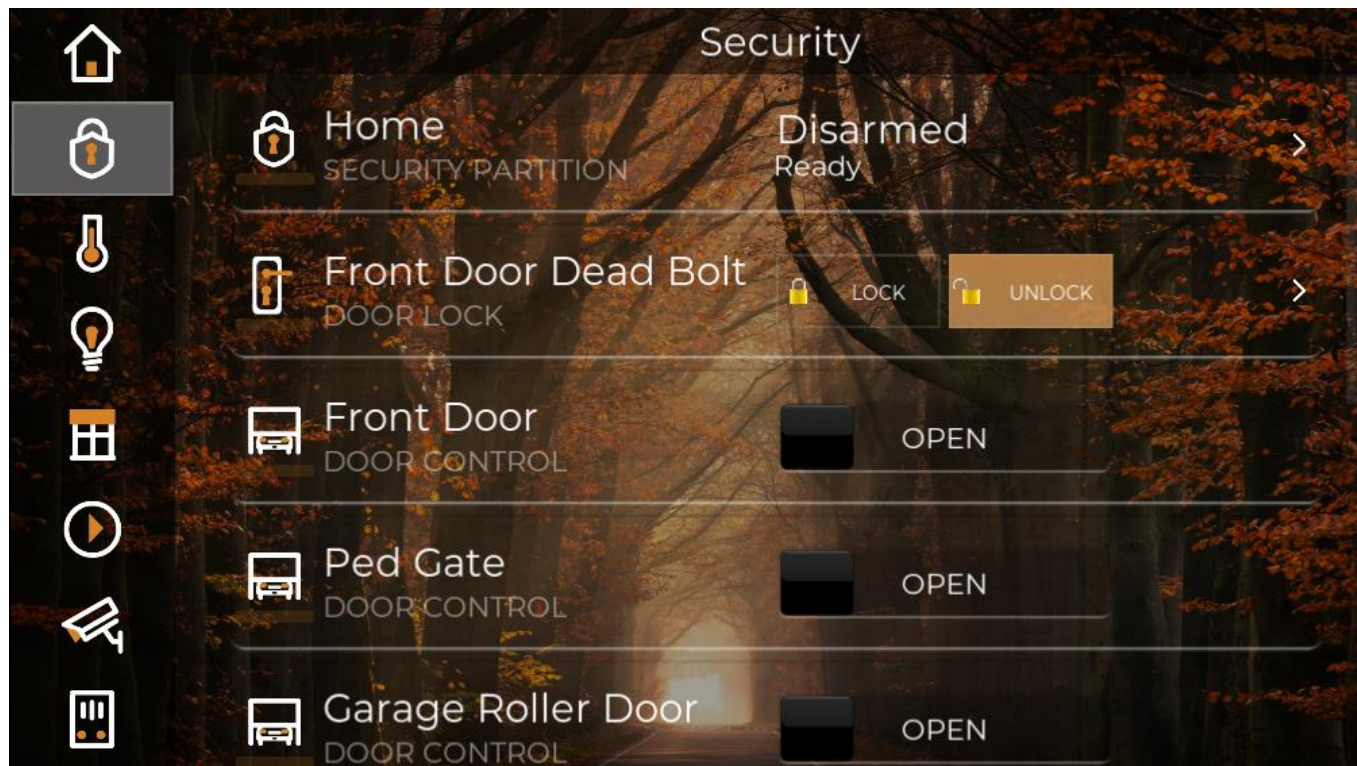 Security
Home
SECURITY PARTITION
Disarmed
Ready
Front Door Dead Bolt
DOOR LOCK
LOCK
UNLOCK
Front Door
DOOR CONTROL
OPEN
Ped Gate
DOOR CONTROL
OPEN
Garage Roller Door
DOOR CONTROL
OPEN